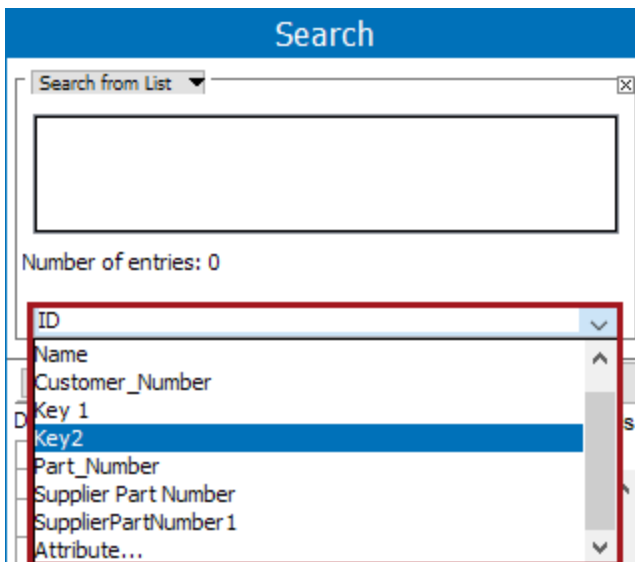 Search
Search from List
Number of entries: 0
ID
Name
Customer_Number
Key 1
Key2
Part_Number
Supplier Part Number
SupplierPartNumber1
Attribute...